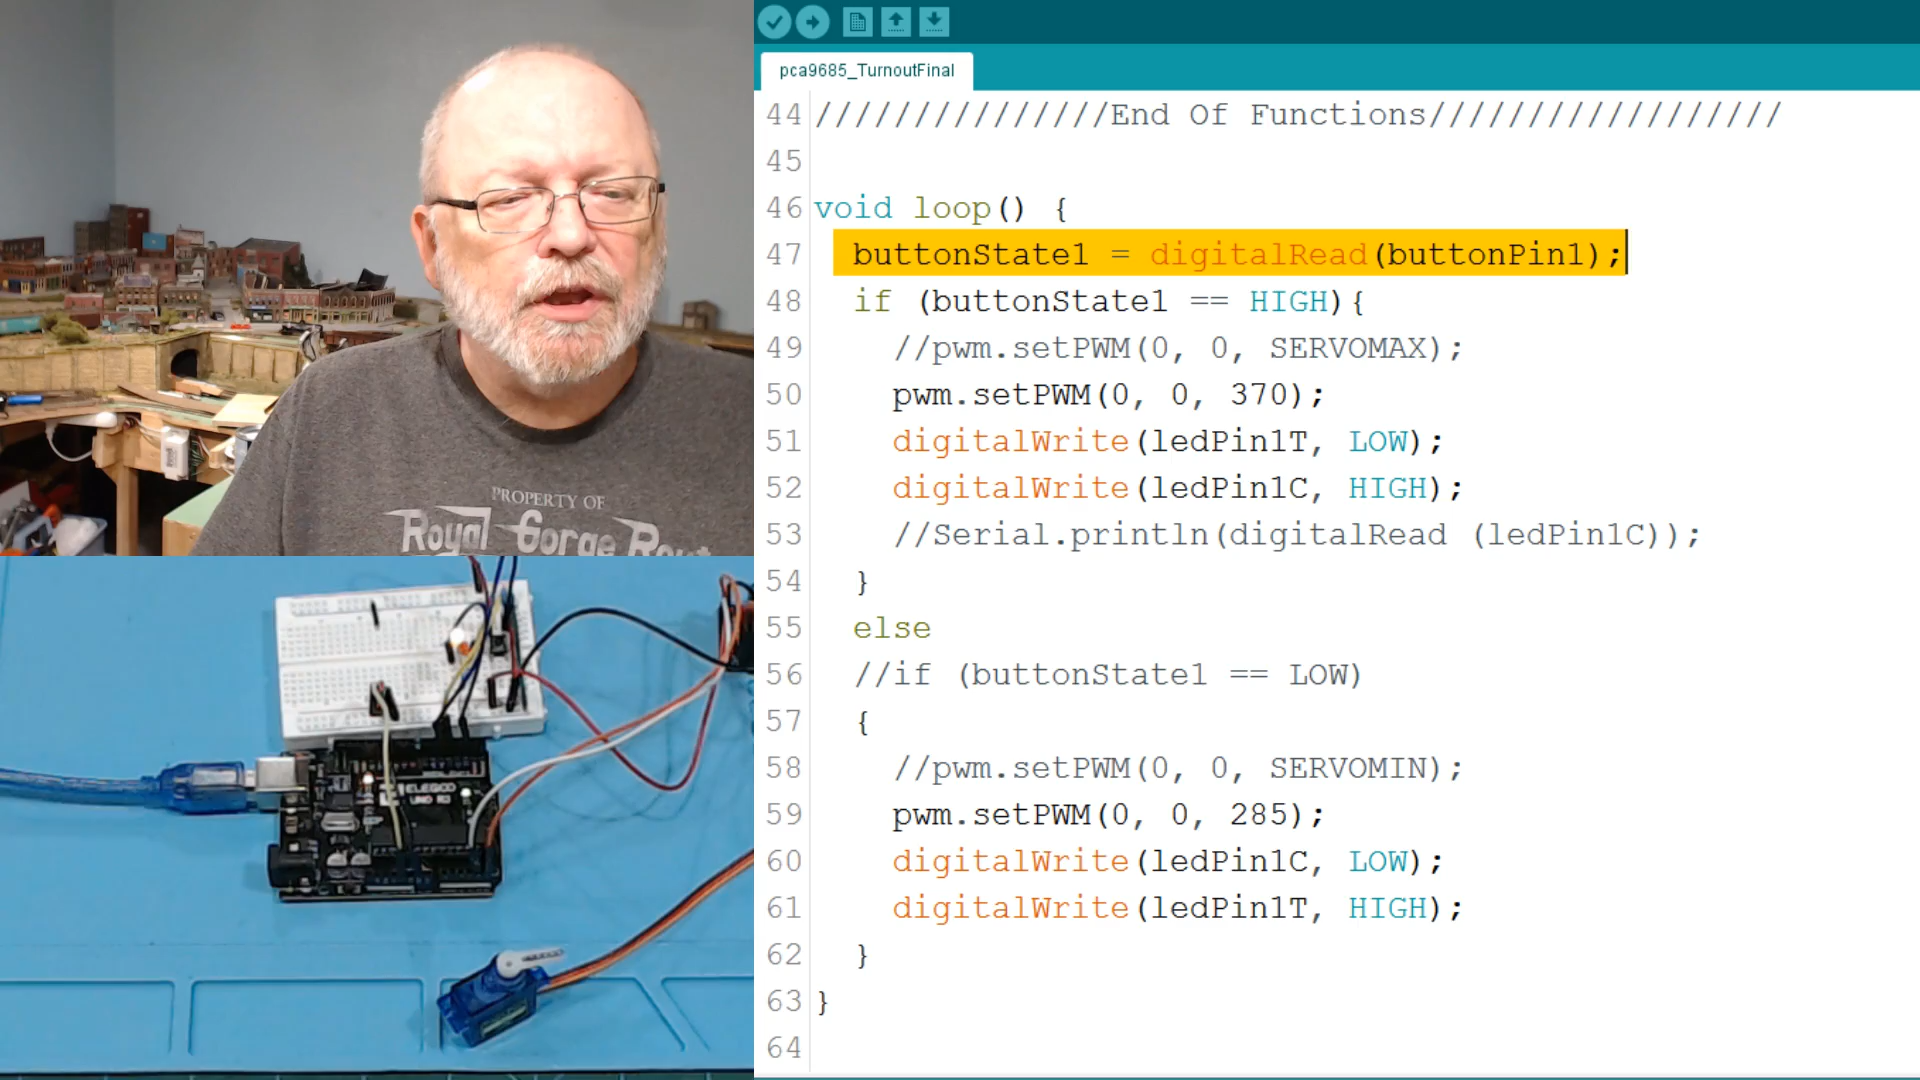 PROPERTY OF
Royal Gorge Route
ELEGOO
UNO R3
pca9685_TurnoutFinal
44 ///////////////End Of Functions//////////////////
45
46 void loop() {
47 buttonState1 = digitalRead(buttonPin1);
48 if (buttonState1 == HIGH){
49 //pwm.setPWM(0, 0, SERVOMAX);
50 pwm.setPWM(0, 0, 370);
51 digitalWrite(ledPin1T, LOW);
52 digitalWrite(ledPin1C, HIGH);
53 //Serial.println(digitalRead (ledPin1C));
54 }
55 else
56 //if (buttonState1 == LOW)
57 {
58 //pwm.setPWM(0, 0, SERVOMIN);
59 pwm.setPWM(0, 0, 285);
60 digitalWrite(ledPin1C, LOW);
61 digitalWrite(ledPin1T, HIGH);
62 }
63 }
64